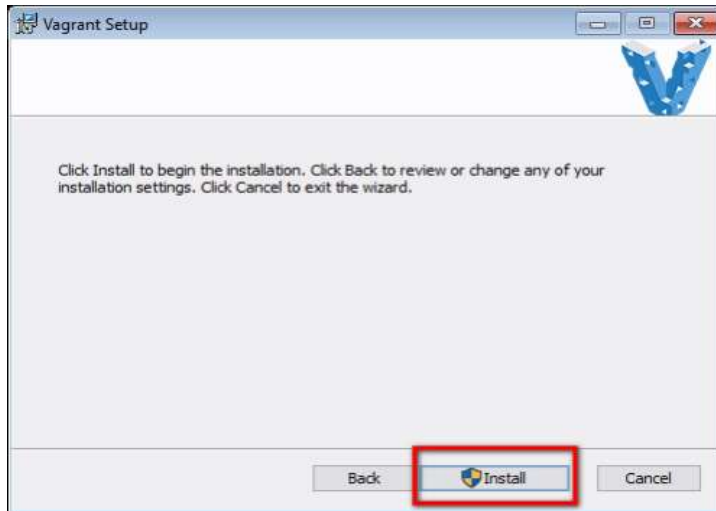 Vagrant Setup
Click Install to begin the installation. Click Back to review or change any of your
installation settings. Click Cancel to exit the wizard.
Back Install Cancel